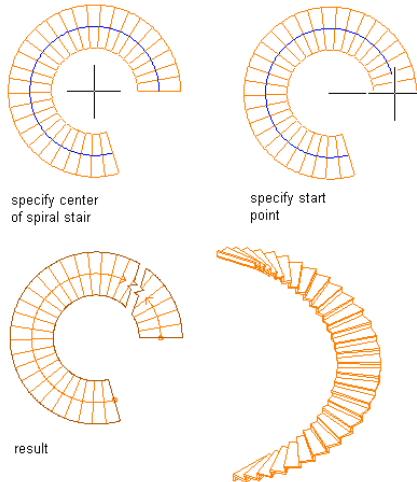 specify center
of spiral stair
specify start
point
result